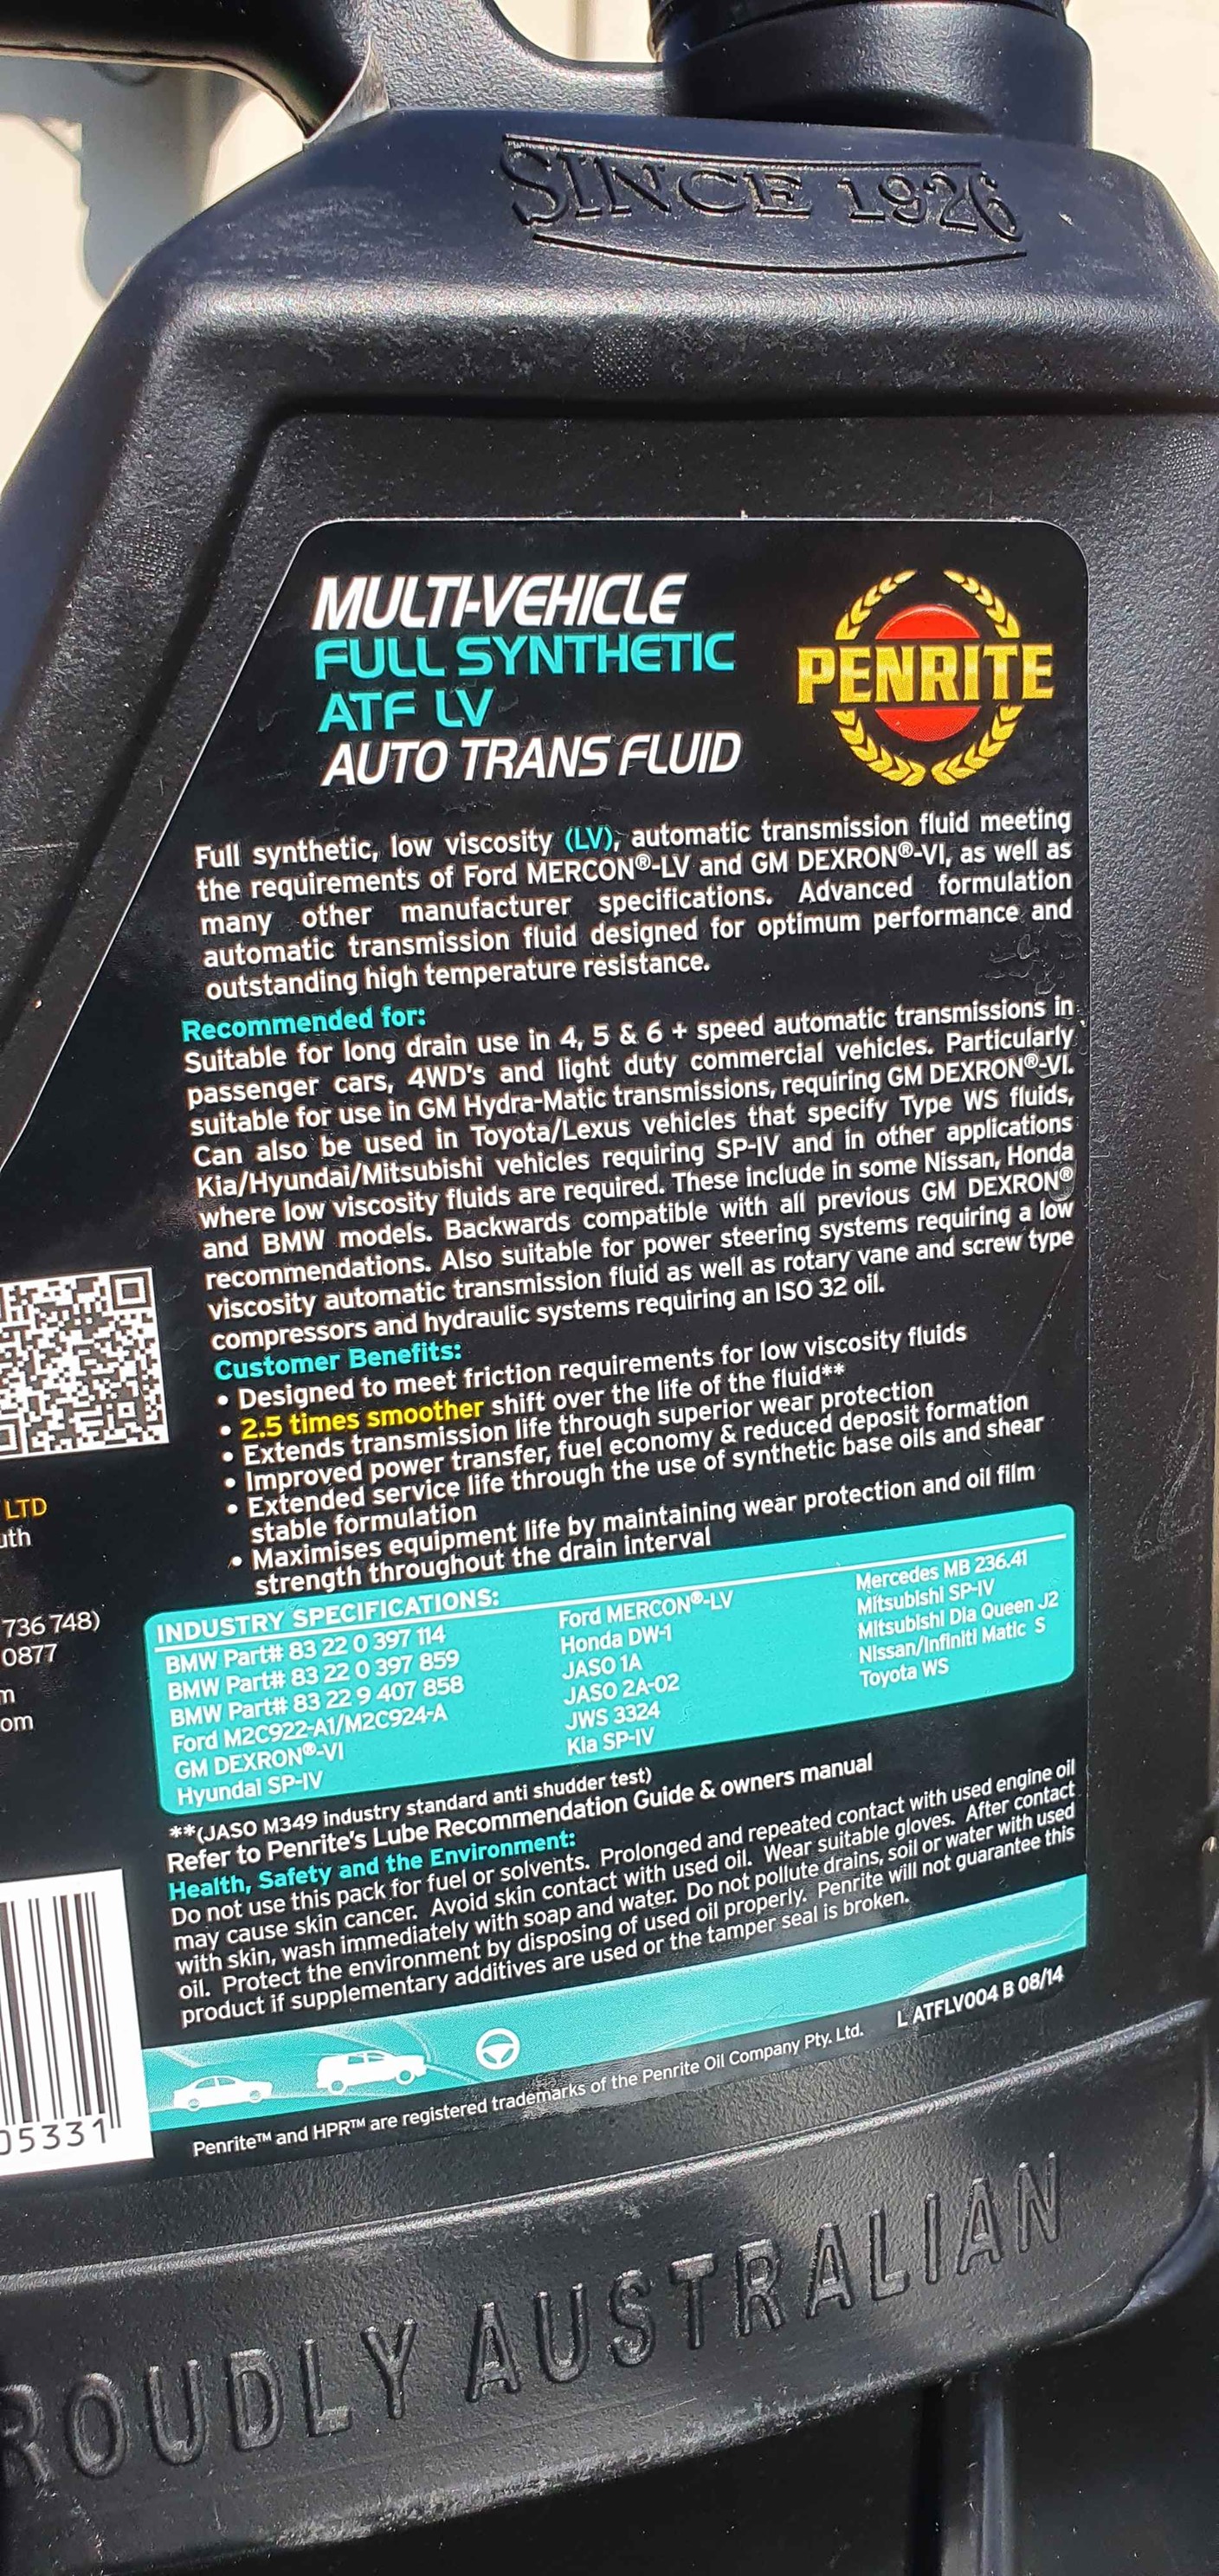 SINCE 1926
MULTI-VEHICLE
FULL SYNTHETIC
ATF LV
AUTO TRANS FLUID
PENRITE
Full synthetic, low viscosity (LV), automatic transmission fluid meeting
the requirements of Ford MERCON®-LV and GM DEXRON®-VI, as well as
many other manufacturer specifications. Advanced formulation
automatic transmission fluid designed for optimum performance and
outstanding high temperature resistance.
Recommended for:
Suitable for long drain use in 4, 5 & 6 + speed automatic transmissions in
passenger cars, 4WD's and light duty commercial vehicles. Particularly
suitable for use in GM Hydra-Matic transmissions, requiring GM DEXRON®-VI.
Can also be used in Toyota/Lexus vehicles that specify Type WS fluids,
Kia/Hyundai/Mitsubishi vehicles requiring SP-IV and in other applications
where low viscosity fluids are required. These include in some Nissan, Honda
and BMW models. Backwards compatible with all previous GM DEXRON®
recommendations. Also suitable for power steering systems requiring a low
viscosity automatic transmission fluid as well as rotary vane and screw type
compressors and hydraulic systems requiring an ISO 32 oil.
Customer Benefits:
• Designed to meet friction requirements for low viscosity fluids
• 2.5 times smoother shift over the life of the fluid**
• Extends transmission life through superior wear protection
• Improved power transfer, fuel economy & reduced deposit formation
• Extended service life through the use of synthetic base oils and shear
stable formulation
• Maximises equipment life by maintaining wear protection and oil film
strength throughout the drain interval
INDUSTRY SPECIFICATIONS:
BMW Part# 83 22 0 397 114
BMW Part# 83 22 0 397 859
BMW Part# 83 22 9 407 858
Ford M2C922-A1/M2C924-A
GM DEXRON®-VI
Hyundai SP-IV
Ford MERCON®-LV
Honda DW-1
JASO 1A
JASO 2A-02
JWS 3324
Kia SP-IV
Mercedes MB 236.41
Mitsubishi SP-IV
Mitsubishi Dia Queen J2
Nissan/Infiniti Matic S
Toyota WS
**(JASO M349 industry standard anti shudder test)
Refer to Penrite's Lube Recommendation Guide & owners manual
Health, Safety and the Environment:
Do not use this pack for fuel or solvents. Prolonged and repeated contact with used engine oil
may cause skin cancer. Avoid skin contact with used oil. Wear suitable gloves. After contact
with skin, wash immediately with soap and water. Do not pollute drains, soil or water with used
oil. Protect the environment by disposing of used oil properly. Penrite will not guarantee this
product if supplementary additives are used or the tamper seal is broken.
Penrite™ and HPR™ are registered trademarks of the Penrite Oil Company Pty. Ltd.
L ATFLV004 B 08/14
LTD
uth
736 748)
0877
m
om
05331
ROUDLY AUSTRALIAN